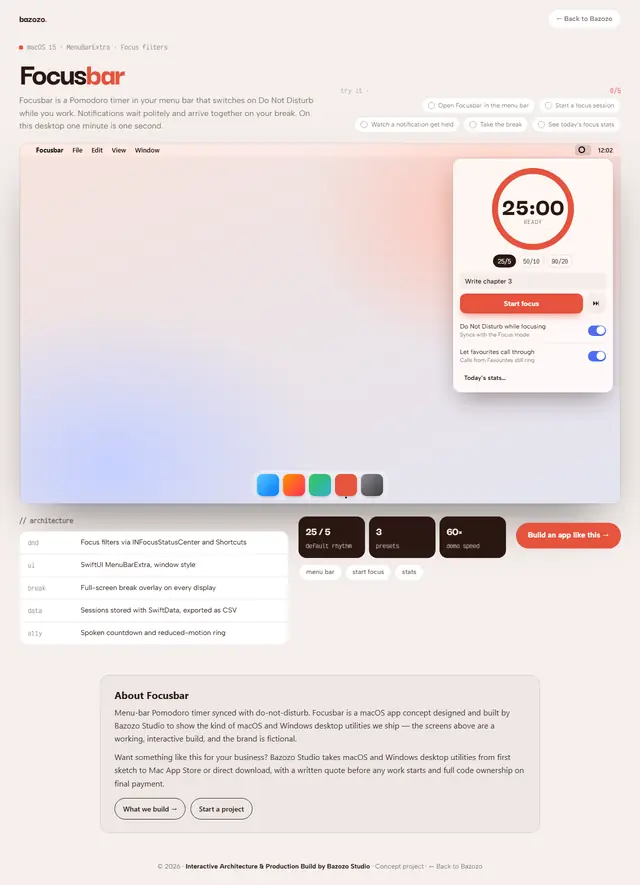 bazozo.
← Back to Bazozo
macOS 15 · MenuBarExtra · Focus filters
Focusbar
Focusbar is a Pomodoro timer in your menu bar that switches on Do Not Disturb
while you work. Notifications wait politely and arrive together on your break. On
this desktop one minute is one second.
try it ·
0/5
Open Focusbar in the menu bar
Start a focus session
Watch a notification get held
Take the break
See today's focus stats
Focusbar File Edit View Window
12:02
25:00
READY
25/5
50/10
90/20
Write chapter 3
Start focus
Do Not Disturb while focusing
Syncs with the Focus mode
Let favourites call through
Calls from Favourites still ring
Today's stats…
// architecture
dnd Focus filters via INFocusStatusCenter and Shortcuts
ui SwiftUI MenuBarExtra, window style
break Full-screen break overlay on every display
data Sessions stored with SwiftData, exported as CSV
a11y Spoken countdown and reduced-motion ring
25 / 5
default rhythm
3
presets
60×
demo speed
menu bar
start focus
stats
Build an app like this →
About Focusbar
Menu-bar Pomodoro timer synced with do-not-disturb. Focusbar is a macOS app concept designed and built by
Bazozo Studio to show the kind of macOS and Windows desktop utilities we ship — the screens above are a
working, interactive build, and the brand is fictional.
Want something like this for your business? Bazozo Studio takes macOS and Windows desktop utilities from first
sketch to Mac App Store or direct download, with a written quote before any work starts and full code ownership on
final payment.
What we build →
Start a project
© 2026 · Interactive Architecture & Production Build by Bazozo Studio · Concept project · ← Back to Bazozo